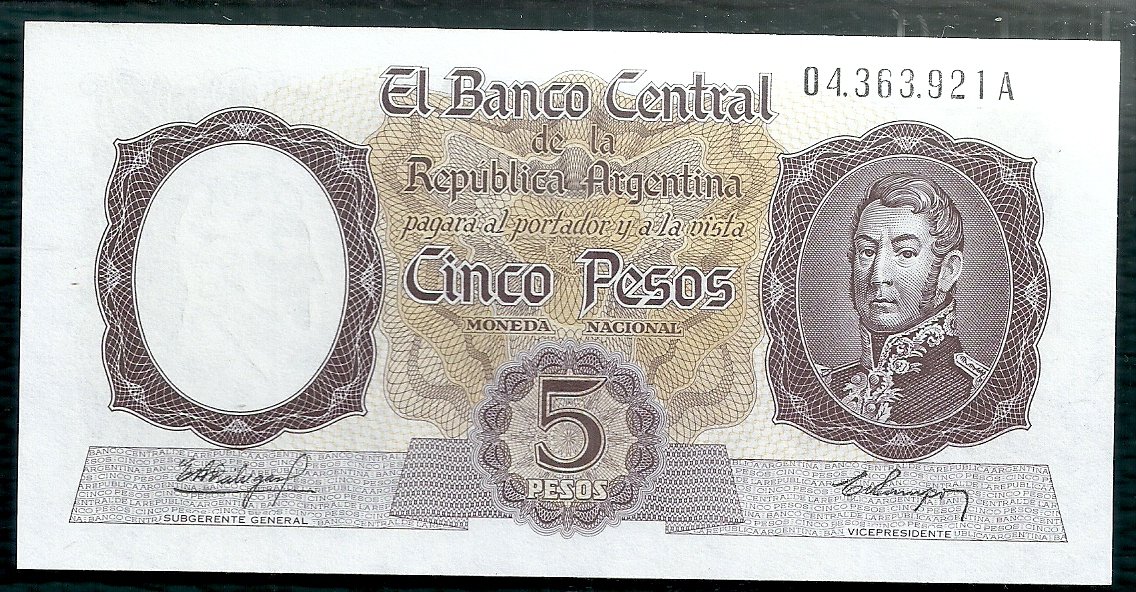 El Banco Central
04.363.921A
de la
República Argentina
pagará al portador y a la vista
Cinco Pesos
MONEDA NACIONAL
5
PESOS
SUBGERENTE GENERAL
VICEPRESIDENTE